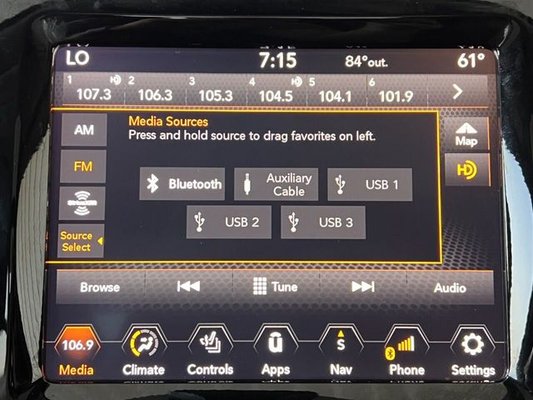 LO 7:15 84°out. 61°
1 HD 2 3 4 HD 5 6
107.3 106.3 105.3 104.5 104.1 101.9
AM
FM
Source
Select
Media Sources
Press and hold source to drag favorites on left.
Bluetooth
Auxiliary
Cable
USB 1
USB 2
USB 3
Map
HD
Browse
Tune
Audio
106.9 S
Media Climate Controls Apps Nav Phone Settings